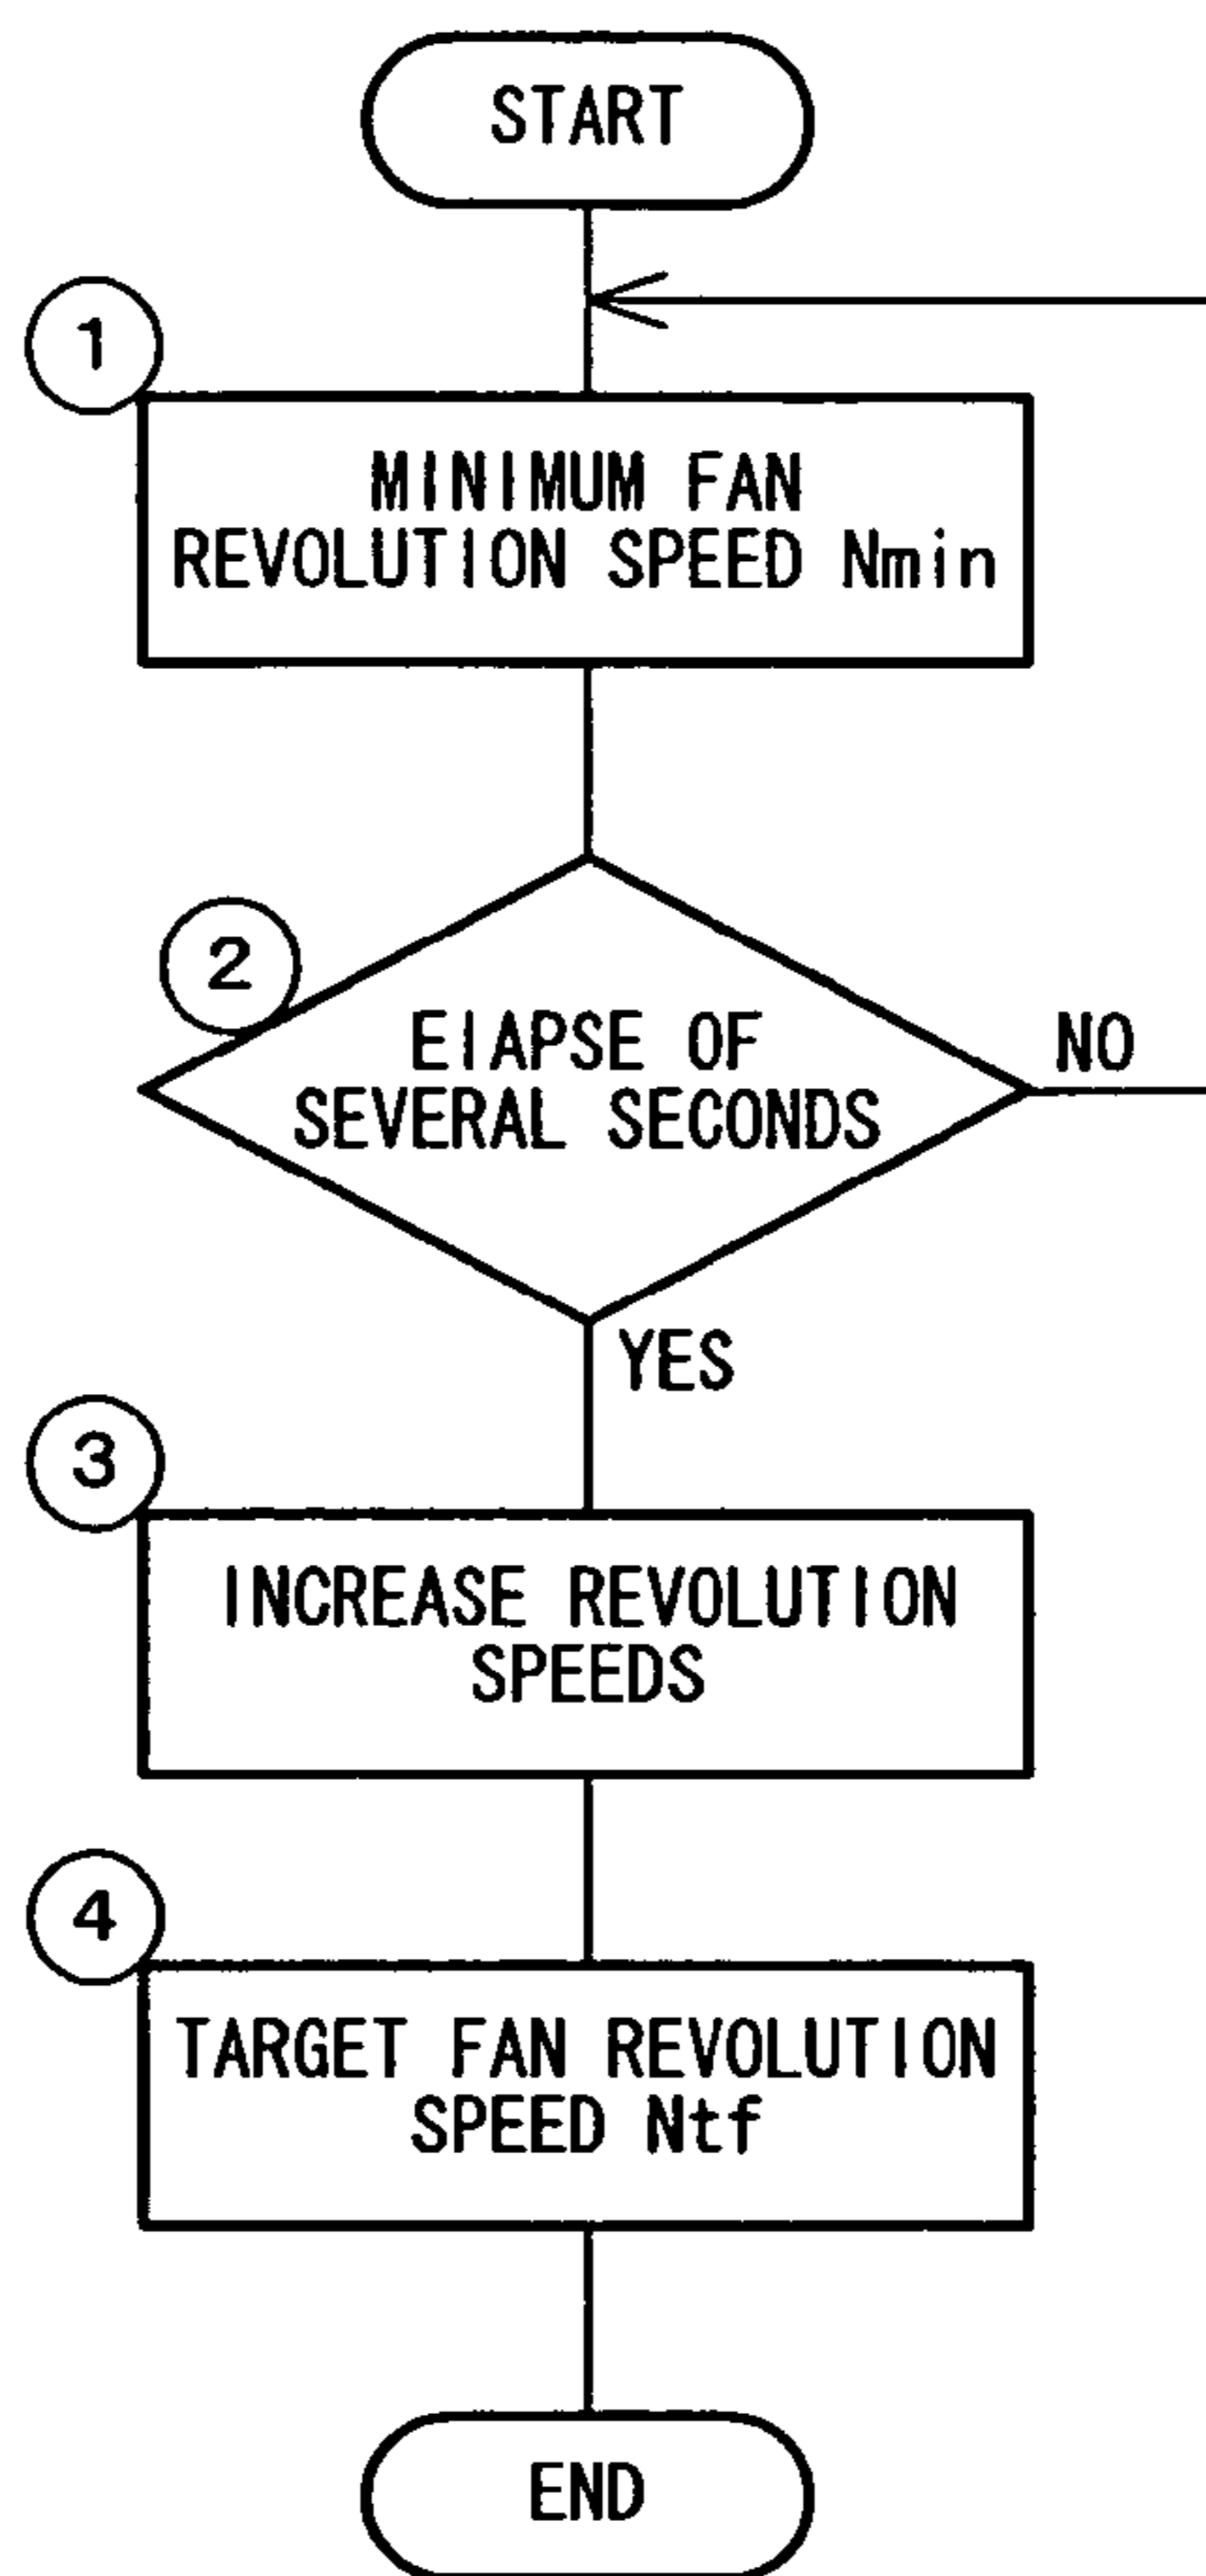 START
1
MINIMUM FAN
REVOLUTION SPEED Nmin
2
EIAPSE OF
SEVERAL SECONDS
NO
YES
3
INCREASE REVOLUTION
SPEEDS
4
TARGET FAN REVOLUTION
SPEED Ntf
END